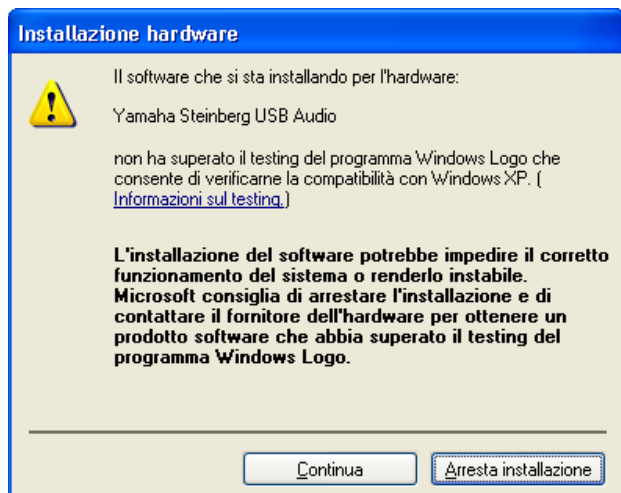 Installazione hardware
Il software che si sta installando per l'hardware:
Yamaha Steinberg USB Audio
non ha superato il testing del programma Windows Logo che
consente di verificarne la compatibilità con Windows XP. (
Informazioni sul testing.)
L'installazione del software potrebbe impedire il corretto
funzionamento del sistema o renderlo instabile.
Microsoft consiglia di arrestare l'installazione e di
contattare il fornitore dell'hardware per ottenere un
prodotto software che abbia superato il testing del
programma Windows Logo.
Continua Arresta installazione